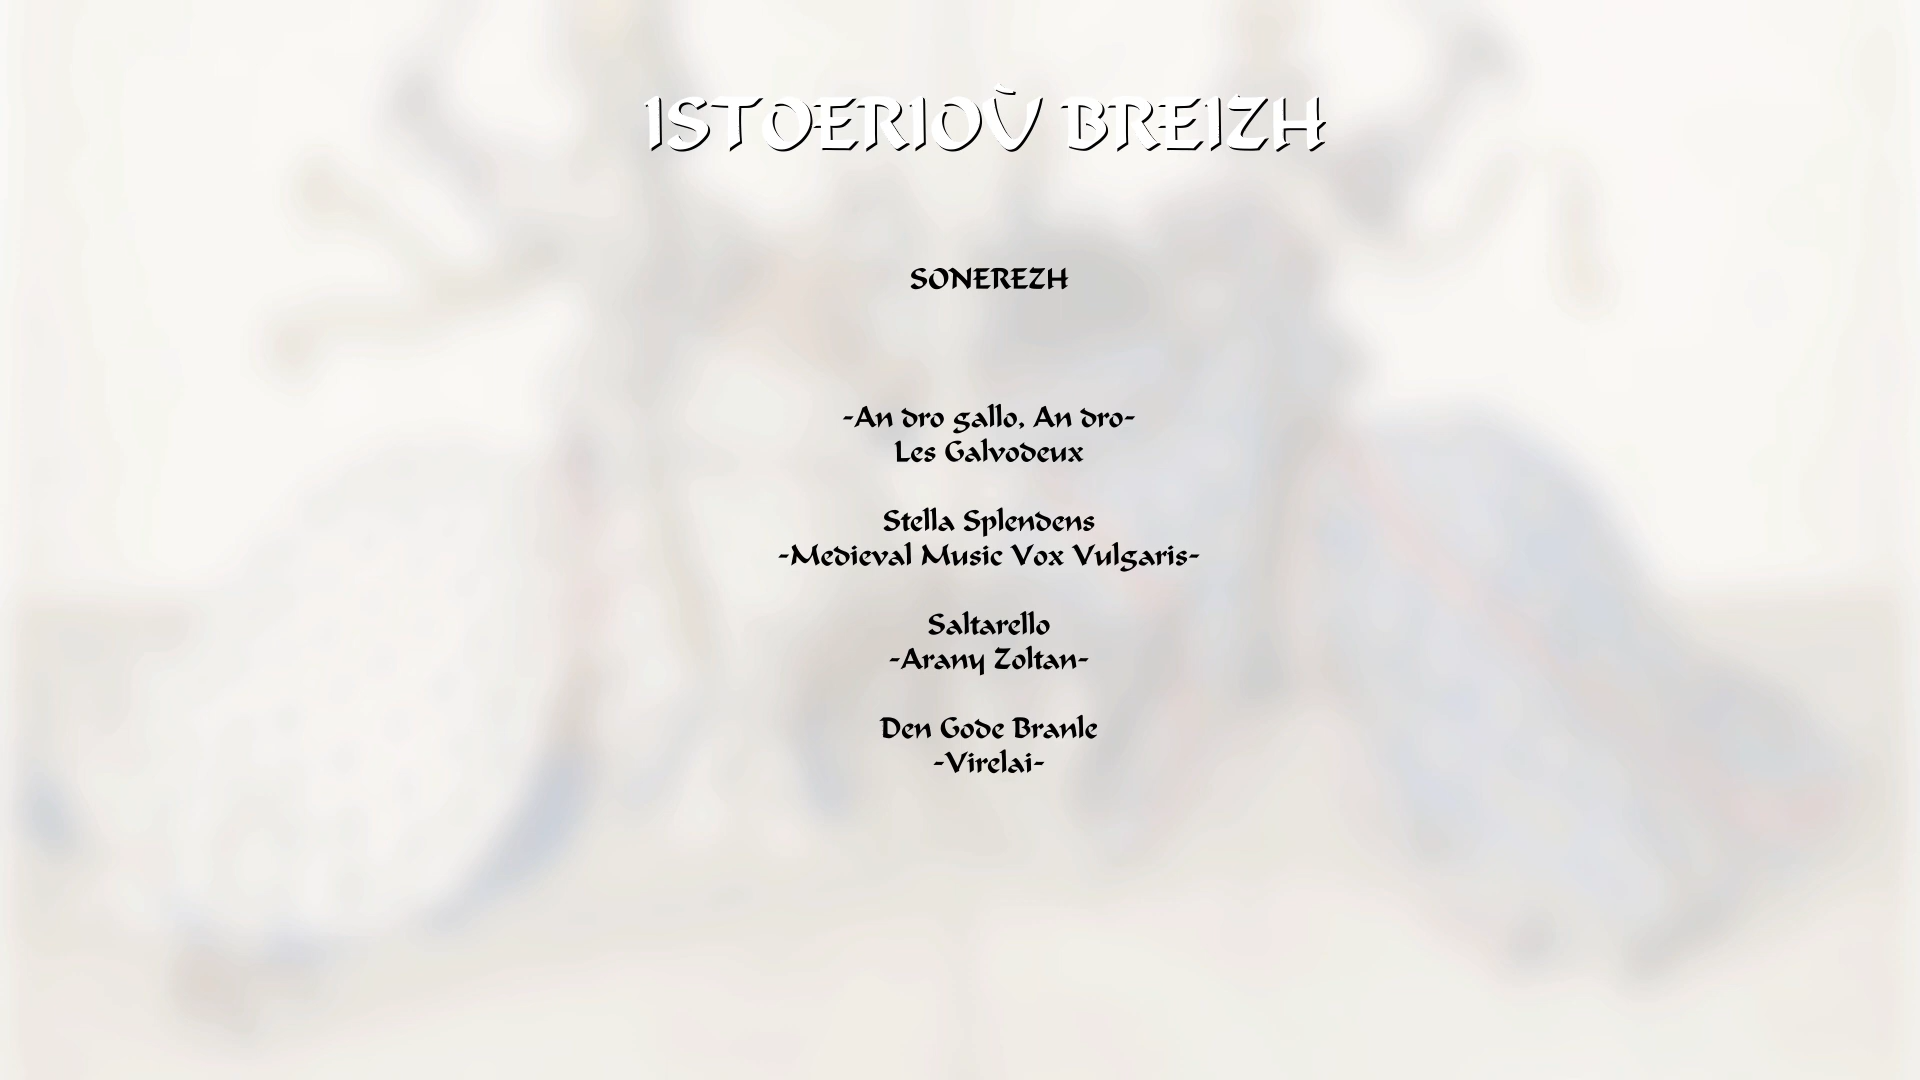 ISTOERIOÙ BREIZH
SONEREZH
-An dro gallo, An dro-
Les Galvodeux
Stella Splendens
-Medieval Music Vox Vulgaris-
Saltarello
-Arany Zoltan-
Den Gode Branle
-Virelai-